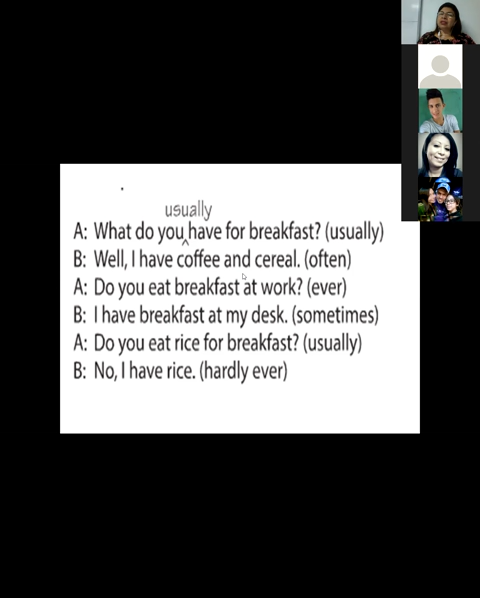 usually
A: What do you have for breakfast? (usually)
B: Well, I have coffee and cereal. (often)
A: Do you eat breakfast at work? (ever)
B: I have breakfast at my desk. (sometimes)
A: Do you eat rice for breakfast? (usually)
B: No, I have rice. (hardly ever)